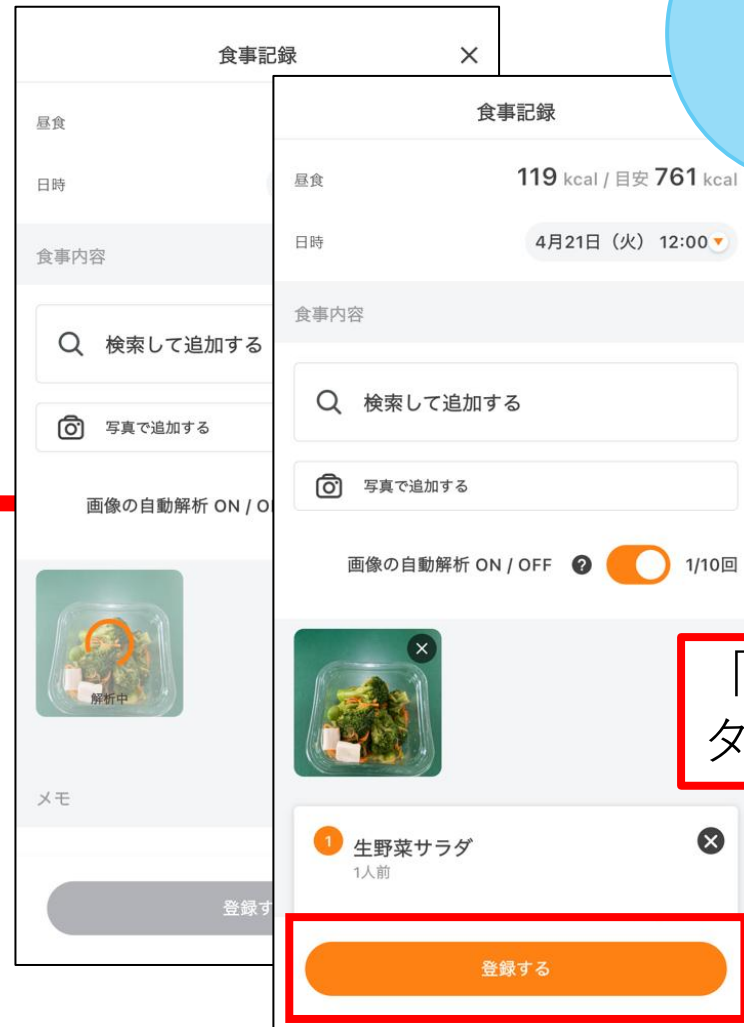 食事記録
昼食
日時
食事内容
検索して追加する
写真で追加する
画像の自動解析 ON /
解析中
メモ
登録す
食事記録
昼食 119 kcal / 目安 761 kcal
日時 4月21日（火） 12:00
食事内容
検索して追加する
写真で追加する
画像の自動解析 ON / OFF ? 1/10回
1 生野菜サラダ
1人前
登録する
「
タ